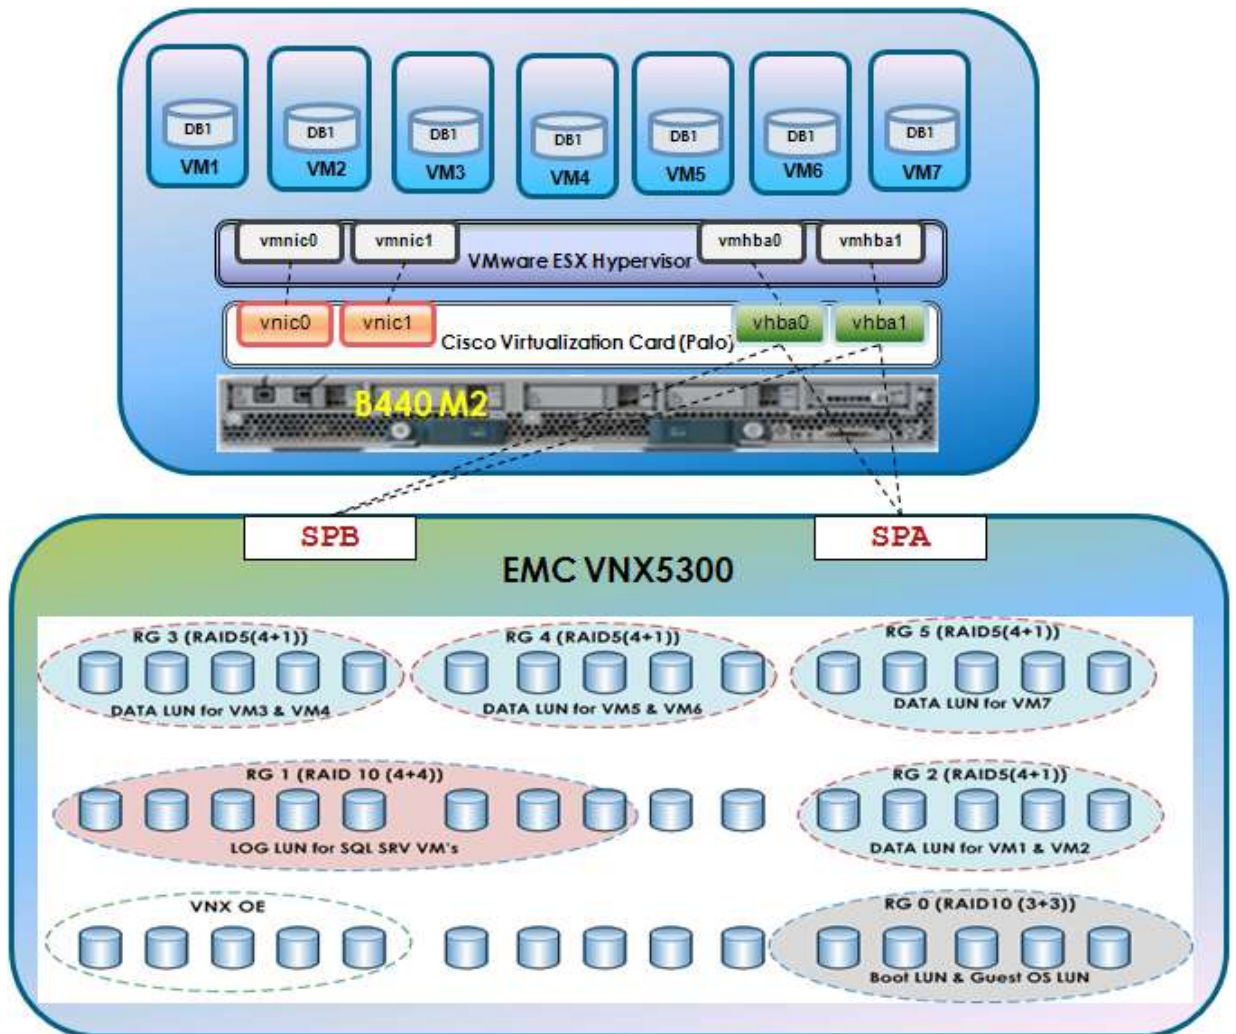 DB1 DB1 DB1 DB1 DB1 DB1 DB1
VM1 VM2 VM3 VM4 VM5 VM6 VM7
vmnic0 vmnic1 vmhba0 vmhba1
VMware ESX Hypervisor
vnic0 vnic1 vhba0 vhba1
Cisco Virtualization Card (Palo)
B440 M2
SPB SPA
EMC VNX5300
RG 3 (RAID5(4+1)) RG 4 (RAID5(4+1)) RG 5 (RAID5(4+1))
DATA LUN for VM3 & VM4 DATA LUN for VM5 & VM6 DATA LUN for VM7
RG 1 (RAID 10 (4+4)) RG 2 (RAID5(4+1))
LOG LUN for SQL SRV VM's DATA LUN for VM1 & VM2
VNX OE RG 0 (RAID10 (3+3))
Boot LUN & Guest OS LUN